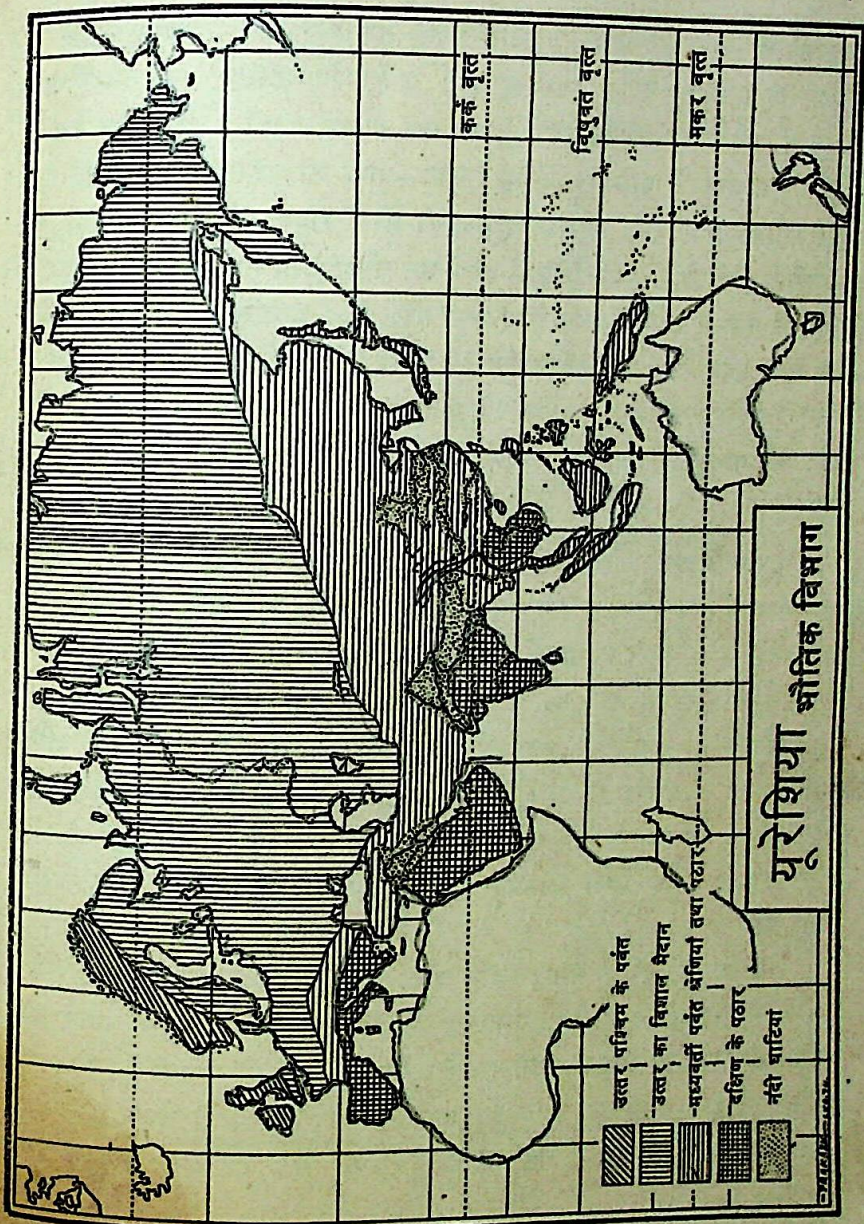 कर्क वृत्त
विषुवत वृत्त
मकर वृत्त
यूरेशिया
भौतिक विभाग
उत्तर पश्चिम के पर्वत
उत्तर का विशाल मैदान
मध्यवर्ती पर्वत श्रेणियाँ तथा पठार
दक्षिण के पठार
नदी घाटियां